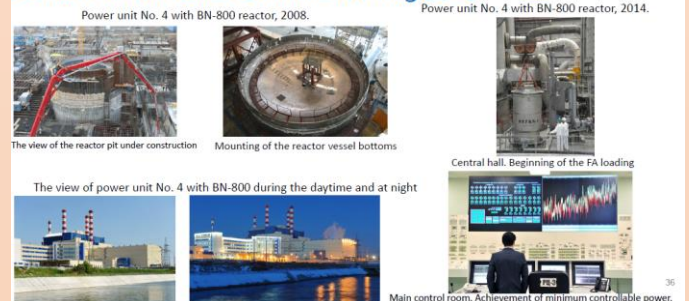 Power unit No. 4 with BN-800 reactor, 2008.
Power unit No. 4 with BN-800 reactor, 2014.
The view of the reactor pit under construction
Mounting of the reactor vessel bottoms
Central hall. Beginning of the FA loading
The view of power unit No. 4 with BN-800 during the daytime and at night
36
Main control room. Achievement of minimum controllable power.